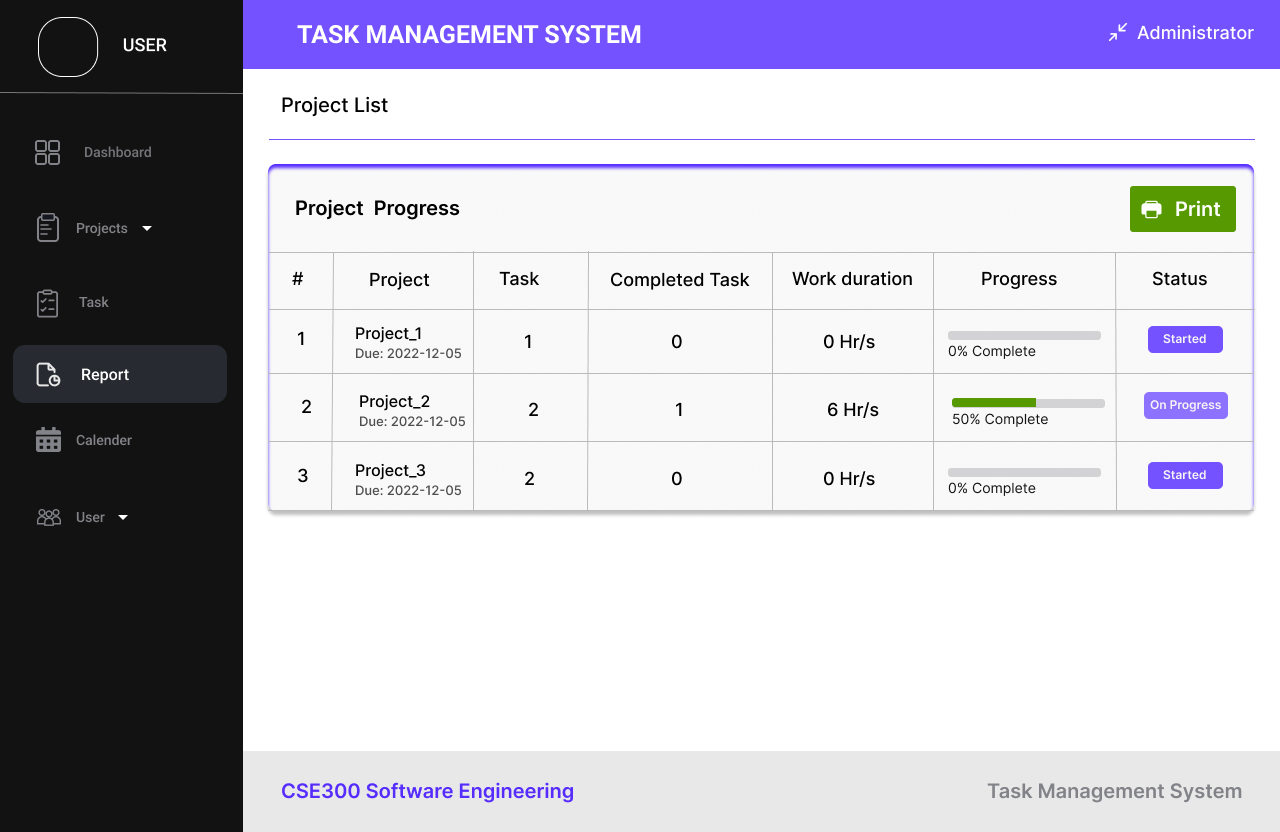 USER
TASK MANAGEMENT SYSTEM
Administrator
Dashboard
Projects
Task
Report
Calender
User
Project List
Project Progress
Print
# Project Task Completed Task Work duration Progress Status
1 Project_1 1 0 0 Hr/s Started
Due: 2022-12-05 0% Complete
2 Project_2 2 1 6 Hr/s On Progress
Due: 2022-12-05 50% Complete
3 Project_3 2 0 0 Hr/s Started
Due: 2022-12-05 0% Complete
CSE300 Software Engineering
Task Management System